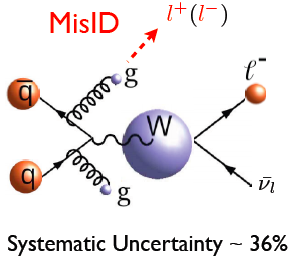 MisID
l⁺(l⁻)
g
q̅
ℓ⁻
W
q
g
ν̄ₗ
Systematic Uncertainty ~ 36%